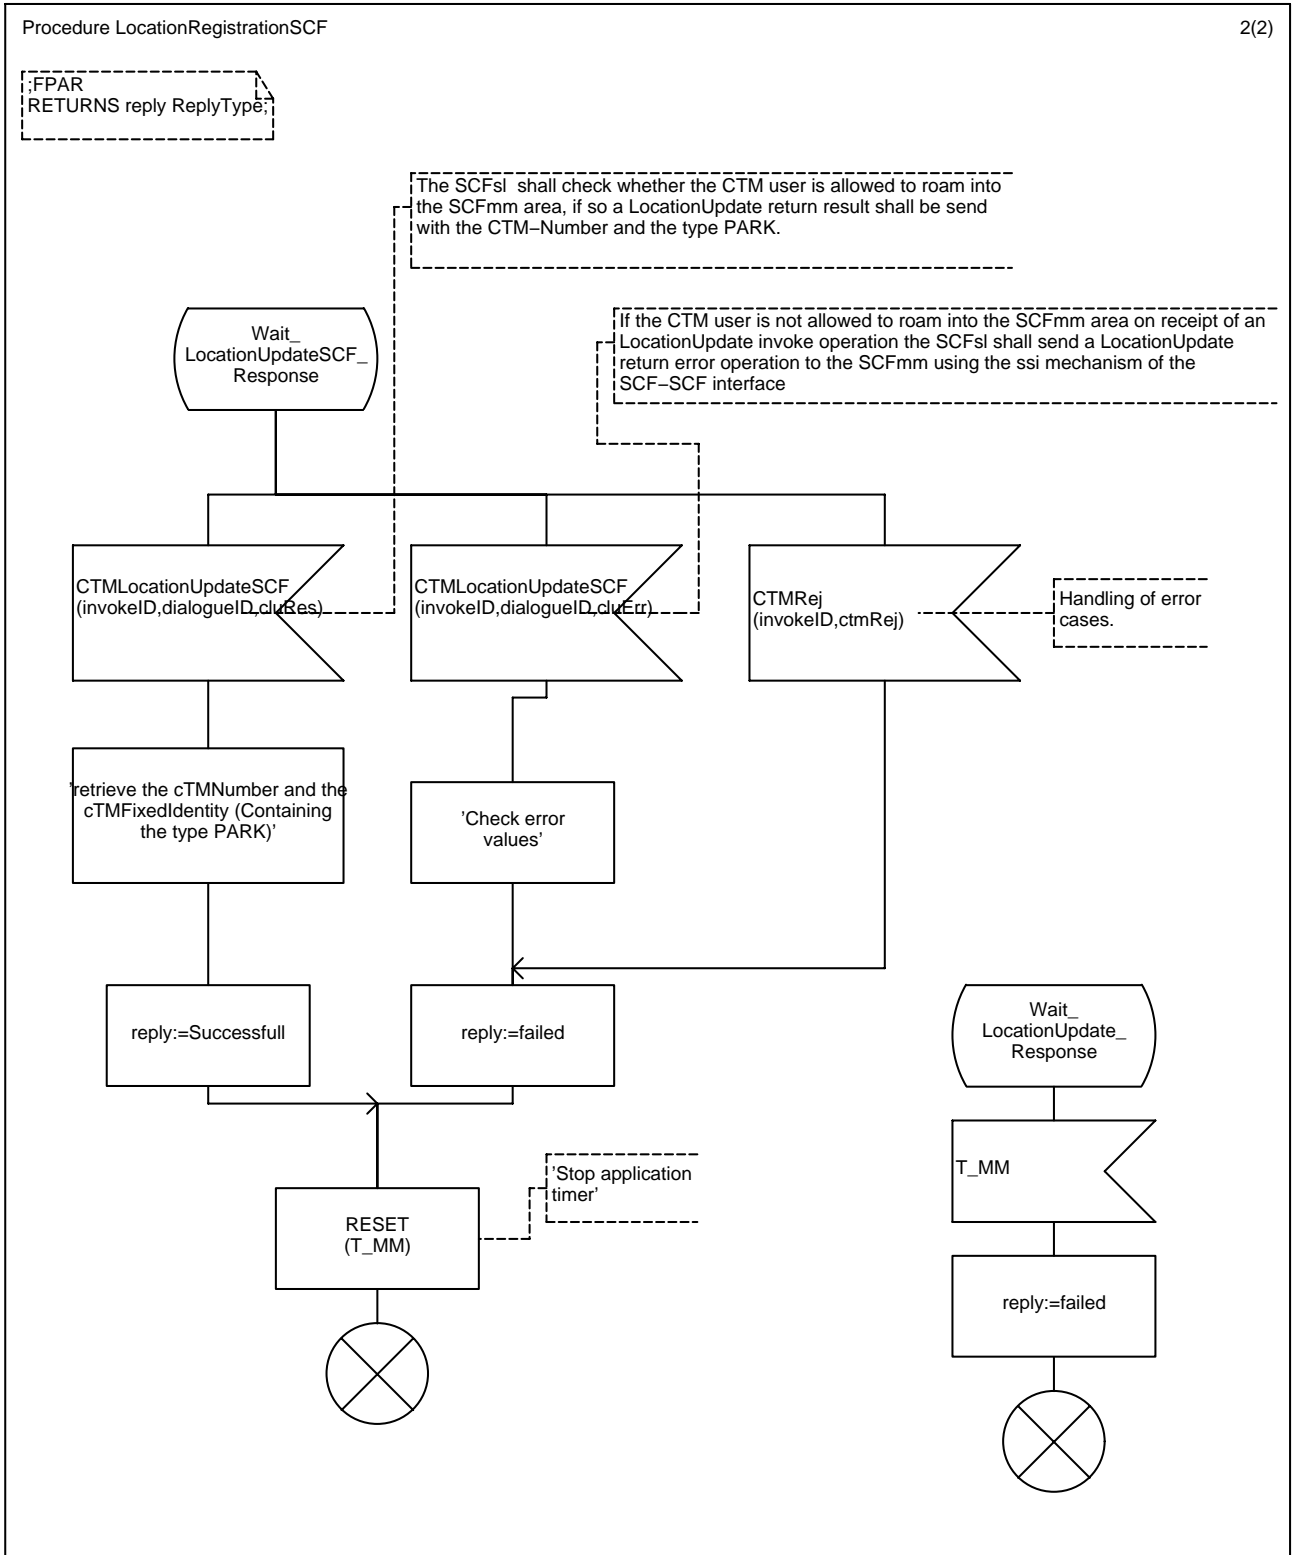 Procedure LocationRegistrationSCF
2(2)
;FPAR
RETURNS reply ReplyType;
The SCFsl shall check whether the CTM user is allowed to roam into
the SCFmm area, if so a LocationUpdate return result shall be send
with the CTM−Number and the type PARK.
Wait_
LocationUpdateSCF_
Response
If the CTM user is not allowed to roam into the SCFmm area on receipt of an
LocationUpdate invoke operation the SCFsl shall send a LocationUpdate
return error operation to the SCFmm using the ssi mechanism of the
SCF−SCF interface
CTMLocationUpdateSCF
(invokeID,dialogueID,cluRes)
CTMLocationUpdateSCF
(invokeID,dialogueID,cluErr)
CTMRej
(invokeID,ctmRej)
Handling of error
cases.
'retrieve the cTMNumber and the
cTMFixedIdentity (Containing
the type PARK)'
'Check error
values'
reply:=Successfull
reply:=failed
Wait_
LocationUpdate_
Response
T_MM
'Stop application
timer'
RESET
(T_MM)
reply:=failed